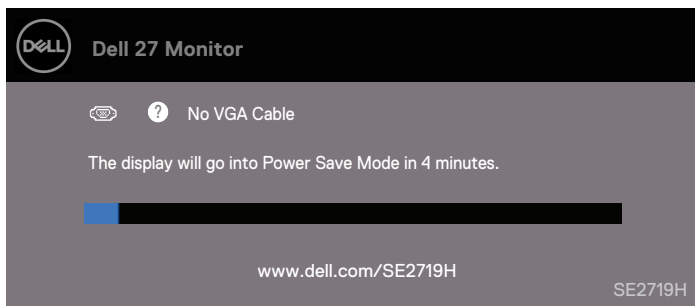 DELL
Dell 27 Monitor
? No VGA Cable
The display will go into Power Save Mode in 4 minutes.
www.dell.com/SE2719H
SE2719H